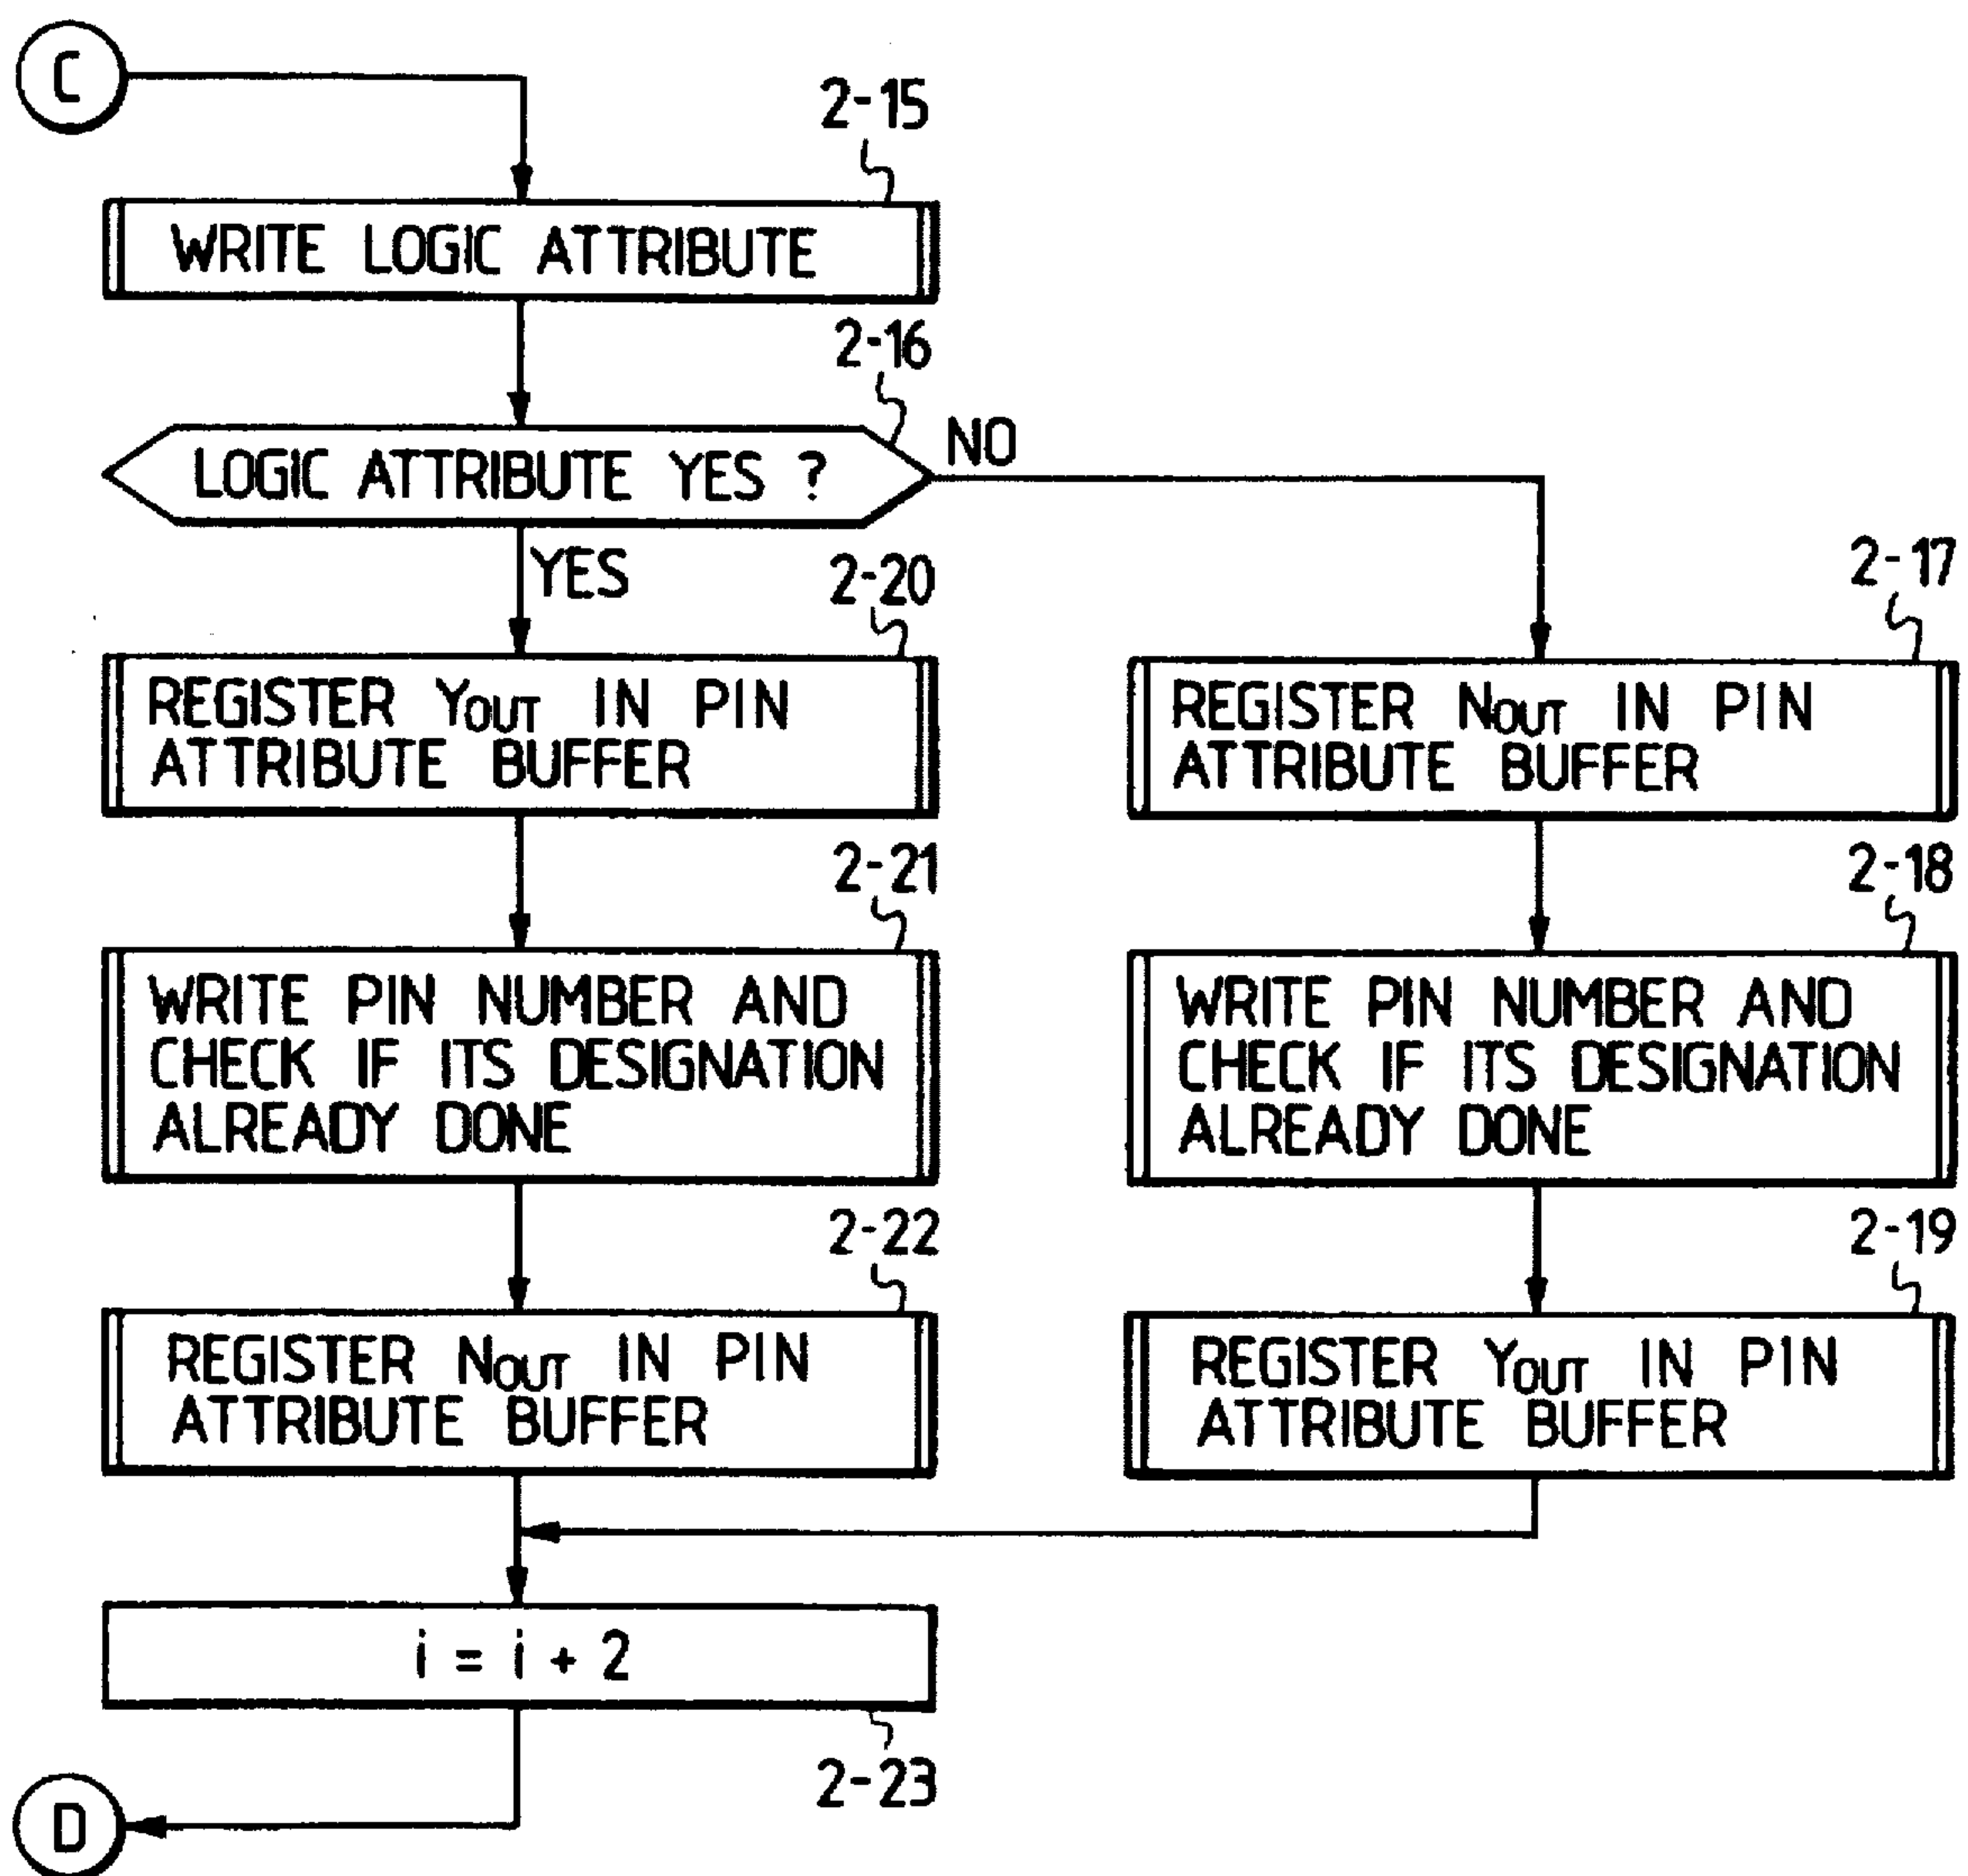 C
2-15
WRITE LOGIC ATTRIBUTE
2-16
LOGIC ATTRIBUTE YES ?
NO
YES
2-20
REGISTER YOUT IN PIN
ATTRIBUTE BUFFER
2-17
REGISTER NOUT IN PIN
ATTRIBUTE BUFFER
2-21
WRITE PIN NUMBER AND
CHECK IF ITS DESIGNATION
ALREADY DONE
2-18
WRITE PIN NUMBER AND
CHECK IF ITS DESIGNATION
ALREADY DONE
2-22
REGISTER NOUT IN PIN
ATTRIBUTE BUFFER
2-19
REGISTER YOUT IN PIN
ATTRIBUTE BUFFER
i = i + 2
2-23
D